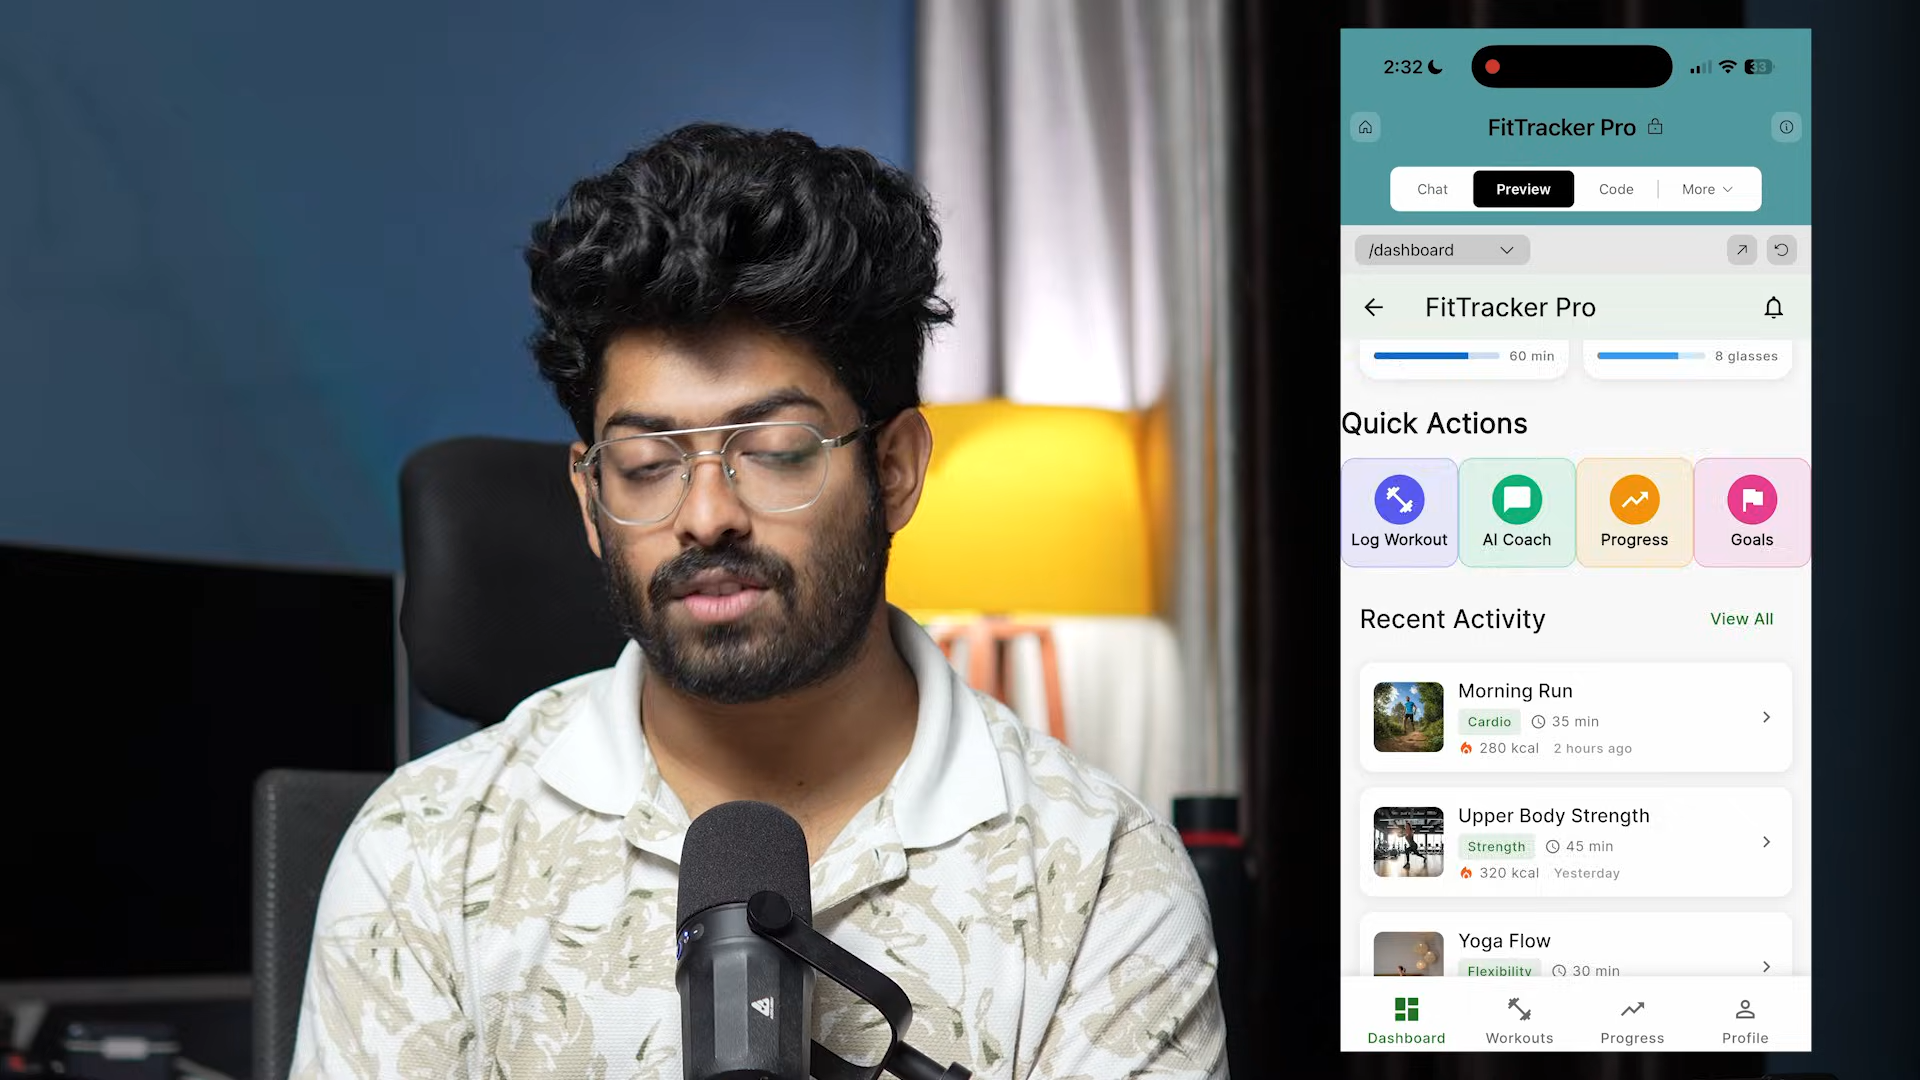 2:32
33
FitTracker Pro
Chat Preview Code More
/dashboard
FitTracker Pro
60 min 8 glasses
Quick Actions
Log Workout AI Coach Progress Goals
Recent Activity View All
Morning Run
Cardio 35 min
280 kcal 2 hours ago
Upper Body Strength
Strength 45 min
320 kcal Yesterday
Yoga Flow
Flexibility 30 min
Dashboard Workouts Progress Profile